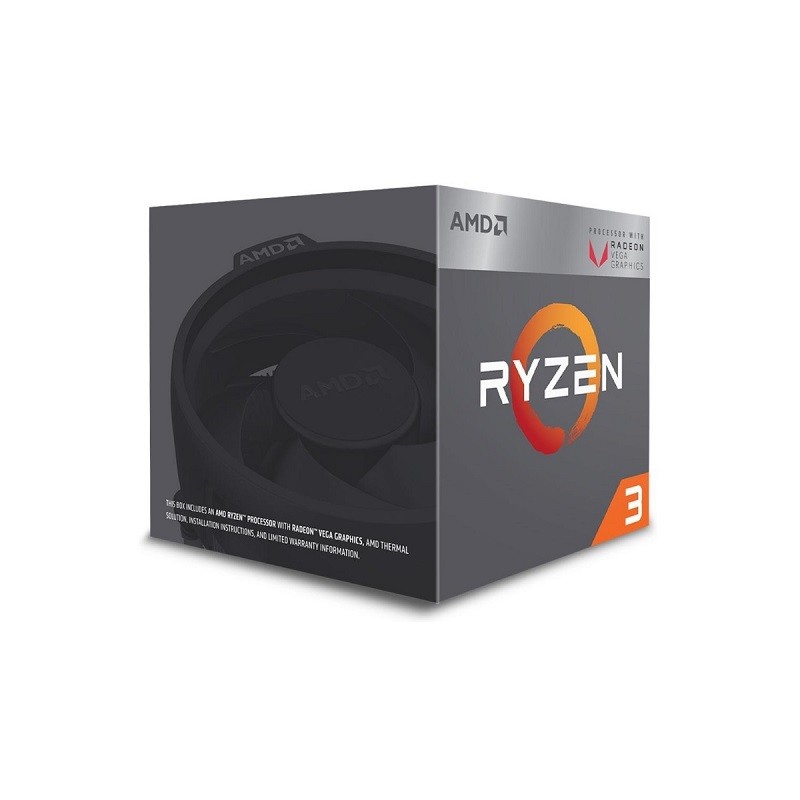 AMD
AMD
THIS BOX INCLUDES AN AMD RYZEN™ PROCESSOR WITH RADEON™ VEGA GRAPHICS, AMD THERMAL
SOLUTION, INSTALLATION INSTRUCTIONS, AND LIMITED WARRANTY INFORMATION.
AMD
PROCESSOR WITH
RADEON
VEGA
GRAPHICS
RYZEN
3